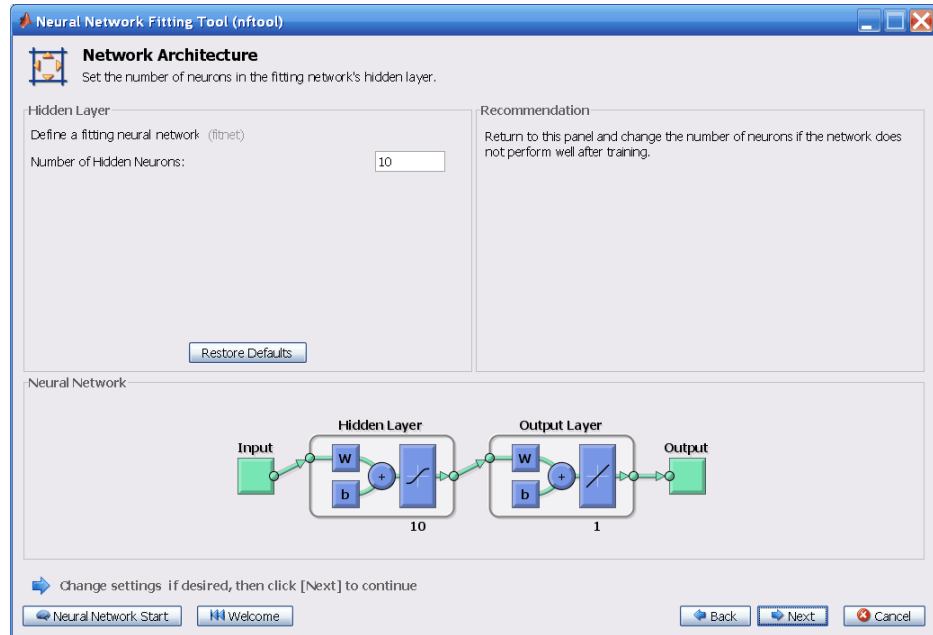 Neural Network Fitting Tool (nftool)
Network Architecture
Set the number of neurons in the fitting network's hidden layer.
Hidden Layer
Define a fitting neural network (fitnet)
Number of Hidden Neurons: 10
Restore Defaults
Recommendation
Return to this panel and change the number of neurons if the network does
not perform well after training.
Neural Network
Hidden Layer Output Layer
Input Output
W W
+ +
b b
10 1
Change settings if desired, then click [Next] to continue
Neural Network Start Welcome Back Next Cancel